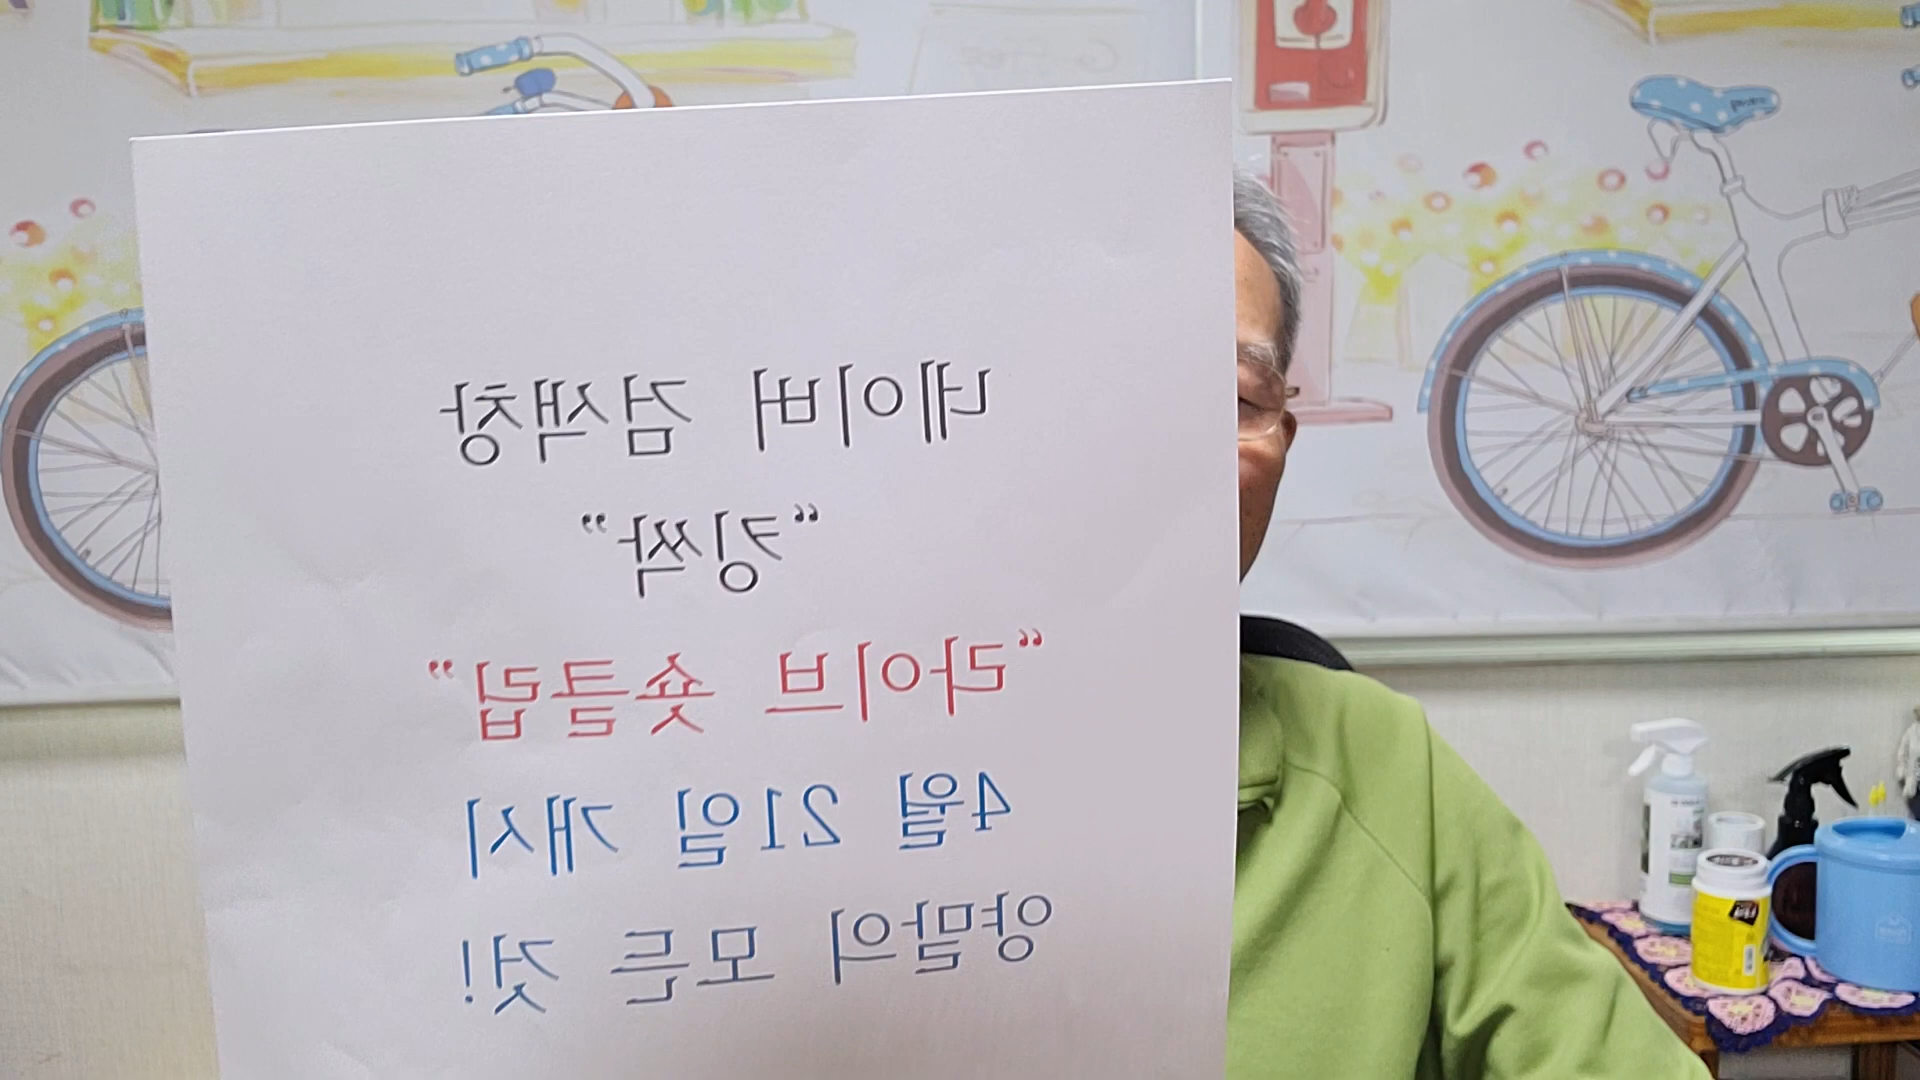 네이버 검색창
“킹싹”
“라이브 숏클립”
4월 21일 개시
양말의 모든 것!